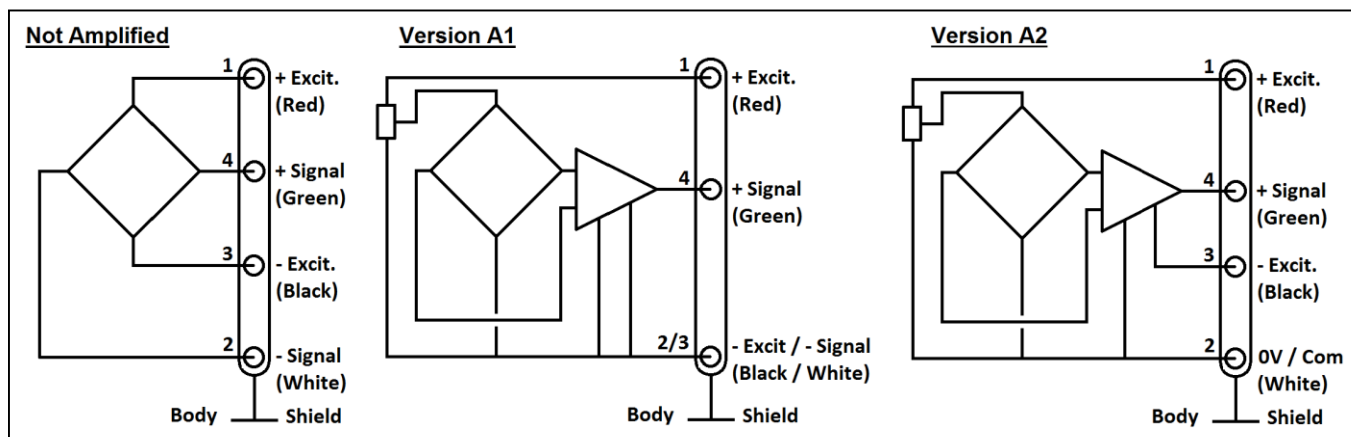 Not Amplified
1
+ Excit.
(Red)
4
+ Signal
(Green)
3
- Excit.
(Black)
2
- Signal
(White)
Body
Shield
Version A1
1
+ Excit.
(Red)
4
+ Signal
(Green)
2/3
- Excit / - Signal
(Black / White)
Body
Shield
Version A2
1
+ Excit.
(Red)
4
+ Signal
(Green)
3
- Excit.
(Black)
2
0V / Com
(White)
Body
Shield